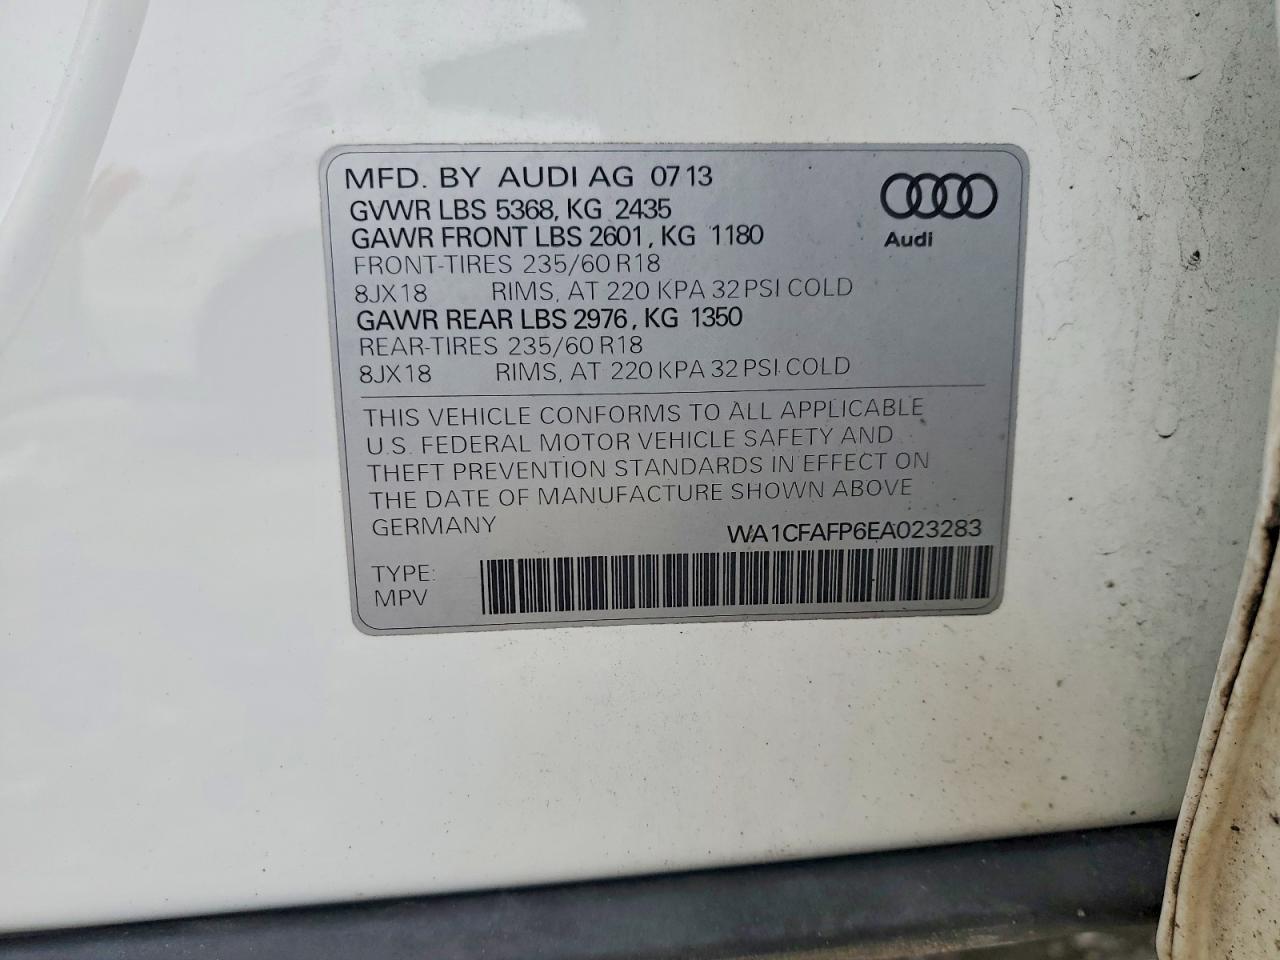 MFD. BY AUDI AG 0713
GVWR LBS 5368, KG 2435
GAWR FRONT LBS 2601, KG 1180
FRONT-TIRES 235/60 R18
8JX18 RIMS, AT 220 KPA 32 PSI COLD
GAWR REAR LBS 2976, KG 1350
REAR-TIRES 235/60 R18
8JX18 RIMS, AT 220 KPA 32 PSI COLD
Audi
THIS VEHICLE CONFORMS TO ALL APPLICABLE
U.S. FEDERAL MOTOR VEHICLE SAFETY AND
THEFT PREVENTION STANDARDS IN EFFECT ON
THE DATE OF MANUFACTURE SHOWN ABOVE
GERMANY WA1CFAFP6EA023283
TYPE:
MPV